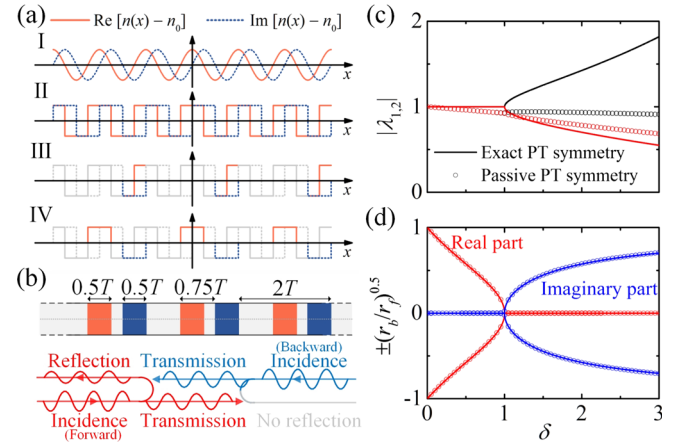 (a)
Re [n(x) − n₀]
Im [n(x) − n₀]
I
x
II
x
III
x
IV
x
(b)
0.5T
0.5T
0.75T
2T
Reflection
Transmission
(Backward)
Incidence
Incidence
(Forward)
Transmission
No reflection
(c)
2
1
0
|λ₁,₂|
Exact PT symmetry
Passive PT symmetry
(d)
1
0
-1
±(r_b/r_f)^0.5
Real part
Imaginary part
0
1
2
3
δ